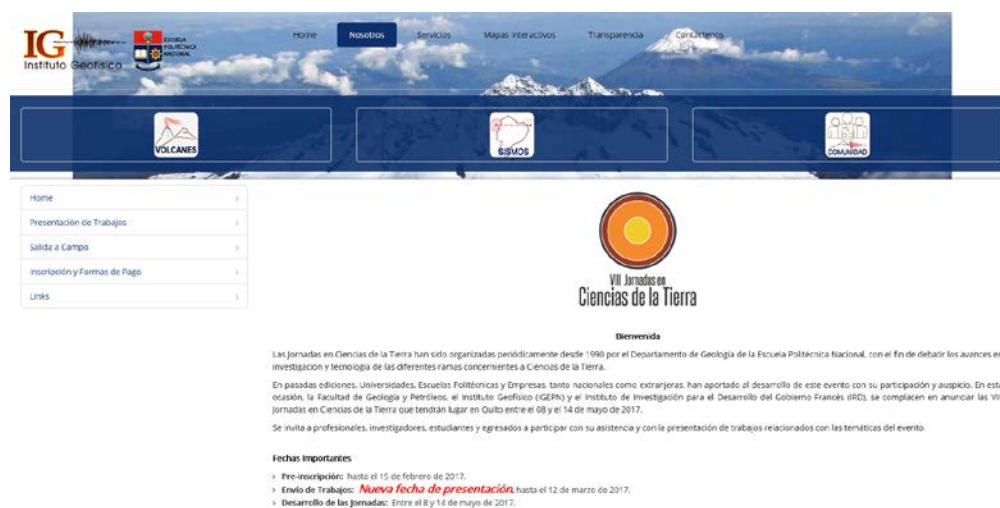 IG
Instituto Geofísico
ESCUELA
POLITÉCNICA
NACIONAL
Home Nosotros Servicios Mapas Interactivos Transparencia Contáctenos
VOLCANES SISMOS COMUNIDAD
Home
Presentación de Trabajos
Salida a Campo
Inscripción y Formas de Pago
Links
VIII Jornadas en
Ciencias de la Tierra
Bienvenida
Las Jornadas en Ciencias de la Tierra han sido organizadas periódicamente desde 1990 por el Departamento de Geología de la Escuela Politécnica Nacional, con el fin de debatir los avances en
investigación y tecnología de las diferentes ramas concernientes a Ciencias de la Tierra.
En pasadas ediciones, Universidades, Escuelas Politécnicas y Empresas, tanto nacionales como extranjeras, han aportado al desarrollo de este evento con su participación y auspicio. En esta
ocasión, la Facultad de Geología y Petróleos, el Instituto Geofísico (IGEPN) y el Instituto de Investigación para el Desarrollo del Gobierno Francés (IRD), se complacen en anunciar las VIII
Jornadas en Ciencias de la Tierra que tendrán lugar en Quito entre el 08 y el 14 de mayo de 2017.
Se invita a profesionales, investigadores, estudiantes y egresados a participar con su asistencia y con la presentación de trabajos relacionados con las temáticas del evento.
Fechas Importantes
> Pre-inscripción: hasta el 15 de febrero de 2017.
> Envío de Trabajos: Nueva fecha de presentación, hasta el 12 de marzo de 2017.
> Desarrollo de las Jornadas: Entre el 8 y 14 de mayo de 2017.